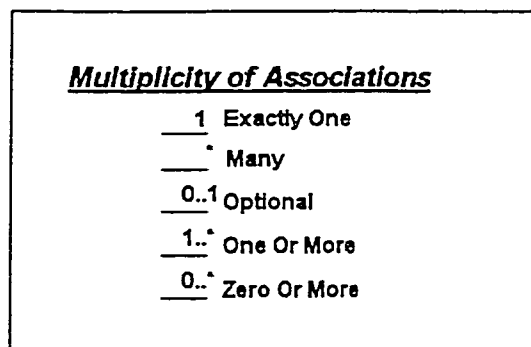 Multiplicity of Associations
1 Exactly One
* Many
0..1 Optional
1..* One Or More
0..* Zero Or More